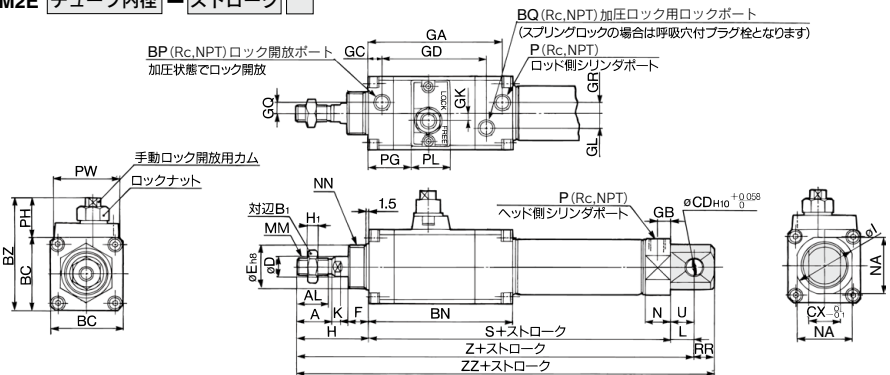 M2E チューブ内径 ー ストローク
BQ(Rc,NPT)加圧ロック用ロックポート
(スプリングロックの場合は呼吸穴付プラグ栓となります)
BP(Rc,NPT)ロック開放ポート
加圧状態でロック開放
GA
GC
GD
P(Rc,NPT)
ロッド側シリンダポート
GQ
LOCK
FREE
GK
GR
GL
PG
PL
手動ロック開放用カム
ロックナット
PW
PH
BZ
BC
BC
NN
1.5
対辺B1
H1
MM
øEh8
øD
AL
A
K
F
BN
H
S+ストローク
Z+ストローク
ZZ+ストローク
P(Rc,NPT)
ヘッド側シリンダポート
GB
øCDH10 +0.058 0
N
U
L
RR
øI
NA
CX -0.1
NA